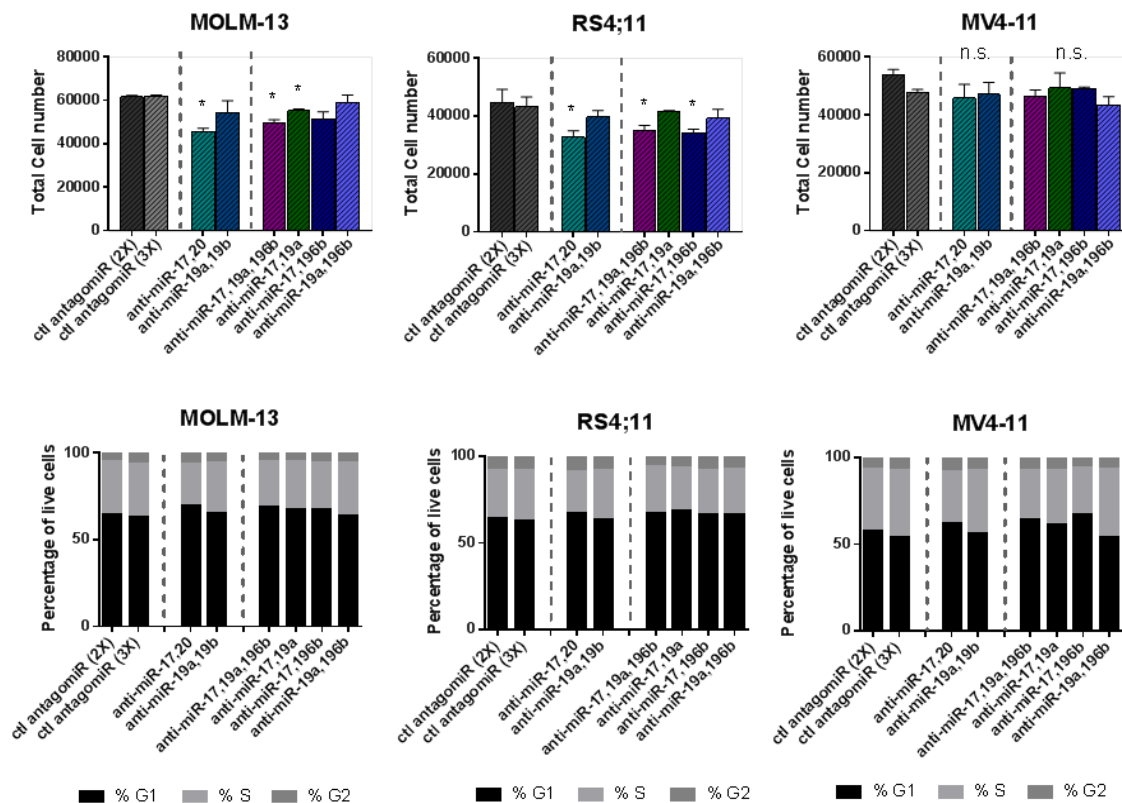 MOLM-13
Total Cell number
80000
60000
40000
20000
0
* * *
ctl antagomiR (2X)
ctl antagomiR (3X)
anti-miR-17,20
anti-miR-19a,19b
anti-miR-17,19a,196b
anti-miR-17,19a
anti-miR-17,196b
anti-miR-19a,196b
RS4;11
Total Cell number
60000
40000
20000
0
* * *
ctl antagomiR (2X)
ctl antagomiR (3X)
anti-miR-17,20
anti-miR-19a,19b
anti-miR-17,19a,196b
anti-miR-17,19a
anti-miR-17,196b
anti-miR-19a,196b
MV4-11
Total Cell number
60000
40000
20000
0
n.s. n.s.
ctl antagomiR (2X)
ctl antagomiR (3X)
anti-miR-17,20
anti-miR-19a,19b
anti-miR-17,19a,196b
anti-miR-17,19a
anti-miR-17,196b
anti-miR-19a,196b
MOLM-13
Percentage of live cells
100
50
0
ctl antagomiR (2X)
ctl antagomiR (3X)
anti-miR-17,20
anti-miR-19a,19b
anti-miR-17,19a,196b
anti-miR-17,19a
anti-miR-17,196b
anti-miR-19a,196b
% G1 % S % G2
RS4;11
Percentage of live cells
100
50
0
ctl antagomiR (2X)
ctl antagomiR (3X)
anti-miR-17,20
anti-miR-19a,19b
anti-miR-17,19a,196b
anti-miR-17,19a
anti-miR-17,196b
anti-miR-19a,196b
% G1 % S % G2
MV4-11
Percentage of live cells
100
50
0
ctl antagomiR (2X)
ctl antagomiR (3X)
anti-miR-17,20
anti-miR-19a,19b
anti-miR-17,19a,196b
anti-miR-17,19a
anti-miR-17,196b
anti-miR-19a,196b
% G1 % S % G2